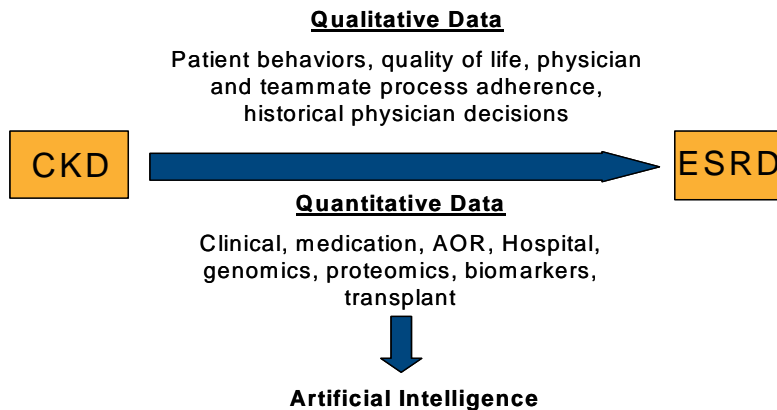 Qualitative Data
Patient behaviors, quality of life, physician
and teammate process adherence,
historical physician decisions
CKD
ESRD
Quantitative Data
Clinical, medication, AOR, Hospital,
genomics, proteomics, biomarkers,
transplant
Artificial Intelligence